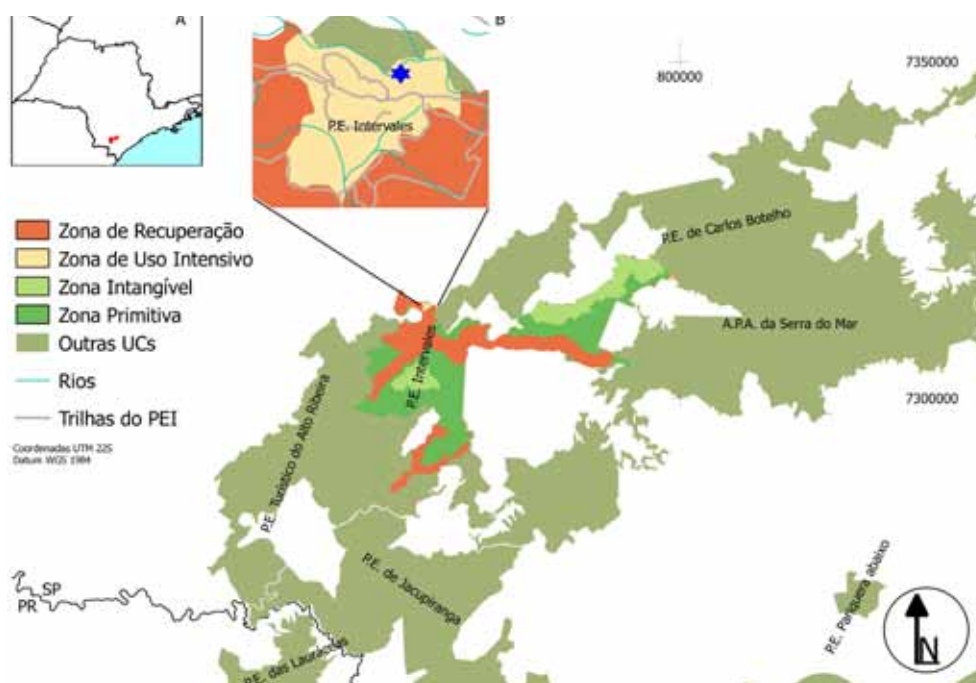 A
B
P.E. Intervales
800000
7350000
Zona de Recuperação
Zona de Uso Intensivo
Zona Intangível
Zona Primitiva
Outras UCs
Rios
Trilhas do PEI
Coordenadas UTM 22S
Datum WGS 1984
P.E. de Carlos Botelho
A.P.A. da Serra do Mar
P.E. Intervales
7300000
P.E. Turístico do Alto Ribeira
P.E. de Jacupiranga
P.E. Pariquera abaixo
SP
PR
P.E. das Lauráceas
N